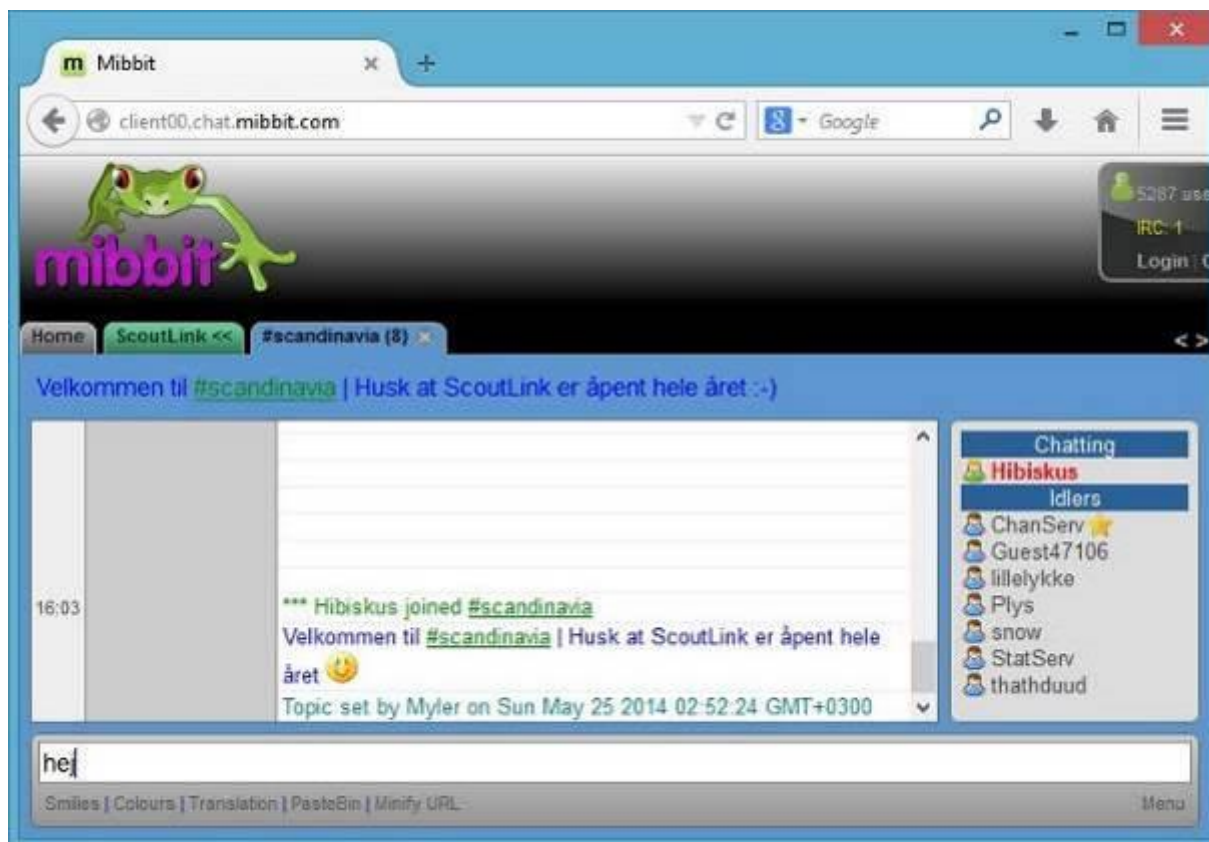 Mibbit
client00.chat.mibbit.com
Google
mibbit
5287 use
IRC: 1
Login
Home
ScoutLink <<
#scandinavia (8)
< >
Velkommen til #scandinavia | Husk at ScoutLink er åpent hele året :-)
16:03
*** Hibiskus joined #scandinavia
Velkommen til #scandinavia | Husk at ScoutLink er åpent hele
året
Topic set by Myler on Sun May 25 2014 02:52:24 GMT+0300
Chatting
Hibiskus
Idlers
ChanServ
Guest47106
lillelykke
Plys
snow
StatServ
thathduud
hej
Smilies | Colours | Translation | PasteBin | Minify URL
Menu